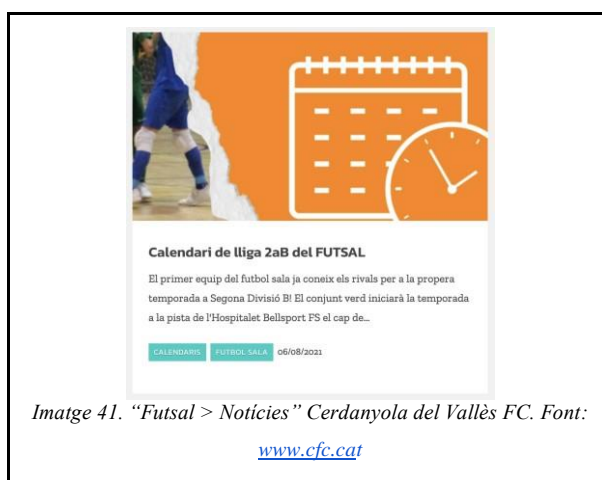 Calendari de lliga 2aB del FUTSAL
El primer equip del futbol sala ja coneix els rivals per a la propera
temporada a Segona Divisió B! El conjunt verd iniciarà la temporada
a la pista de l'Hospitalet Bellsport FS el cap de...
CALENDARIS FUTBOL SALA 06/08/2021
Imatge 41. “Futsal > Notícies” Cerdanyola del Vallès FC. Font:
www.cfc.cat